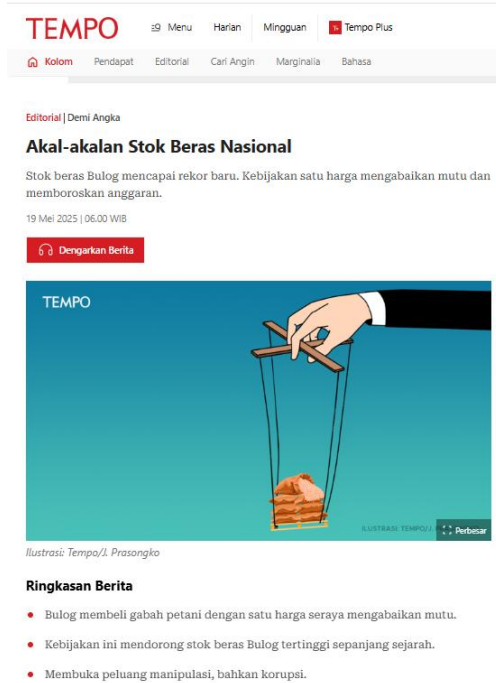 TEMPO
Menu Harian Mingguan Tempo Plus
Kolom Pendapat Editorial Cari Angin Marginalia Bahasa
Editorial | Demi Angka
Akal-akalan Stok Beras Nasional
Stok beras Bulog mencapai rekor baru. Kebijakan satu harga mengabaikan mutu dan
memboroskan anggaran.
19 Mei 2025 | 06.00 WIB
Dengarkan Berita
TEMPO
ILUSTRASI: TEMPO/J.
Perbesar
Ilustrasi: Tempo/J. Prasongko
Ringkasan Berita
Bulog membeli gabah petani dengan satu harga seraya mengabaikan mutu.
Kebijakan ini mendorong stok beras Bulog tertinggi sepanjang sejarah.
Membuka peluang manipulasi, bahkan korupsi.